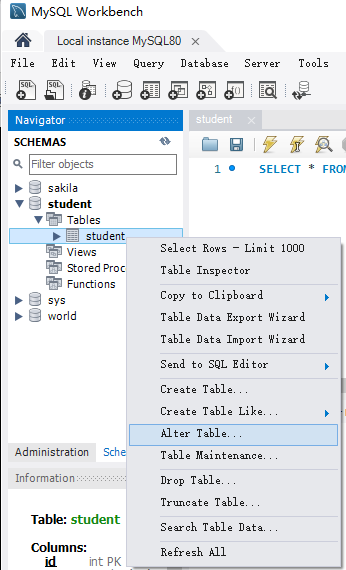 MySQL Workbench
Local instance MySQL80 ×
File Edit View Query Database Server Tools
Navigator
student ×
SCHEMAS
Filter objects
1 SELECT * FROM
sakila
student
Tables
student
Views
Stored Proc
Functions
sys
world
Select Rows - Limit 1000
Table Inspector
Copy to Clipboard
Table Data Export Wizard
Table Data Import Wizard
Send to SQL Editor
Create Table...
Create Table Like...
Alter Table...
Table Maintenance...
Drop Table...
Truncate Table...
Search Table Data...
Refresh All
Administration Sche
Information
Table: student
Columns:
id int PK